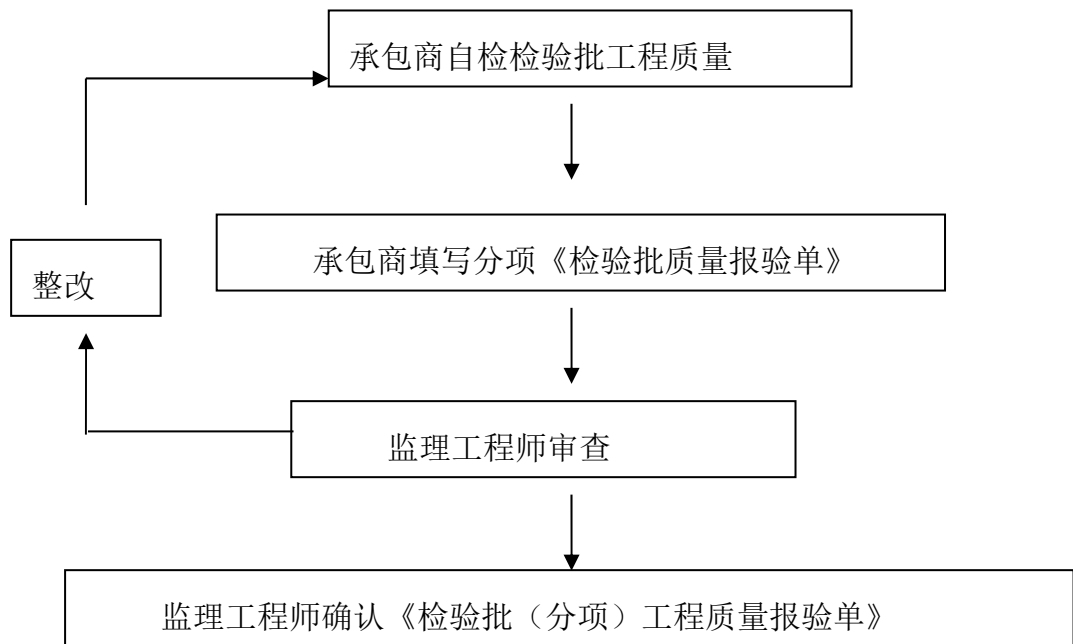 承包商自检检验批工程质量
承包商填写分项《检验批质量报验单》
整改
监理工程师审查
监理工程师确认《检验批（分项）工程质量报验单》